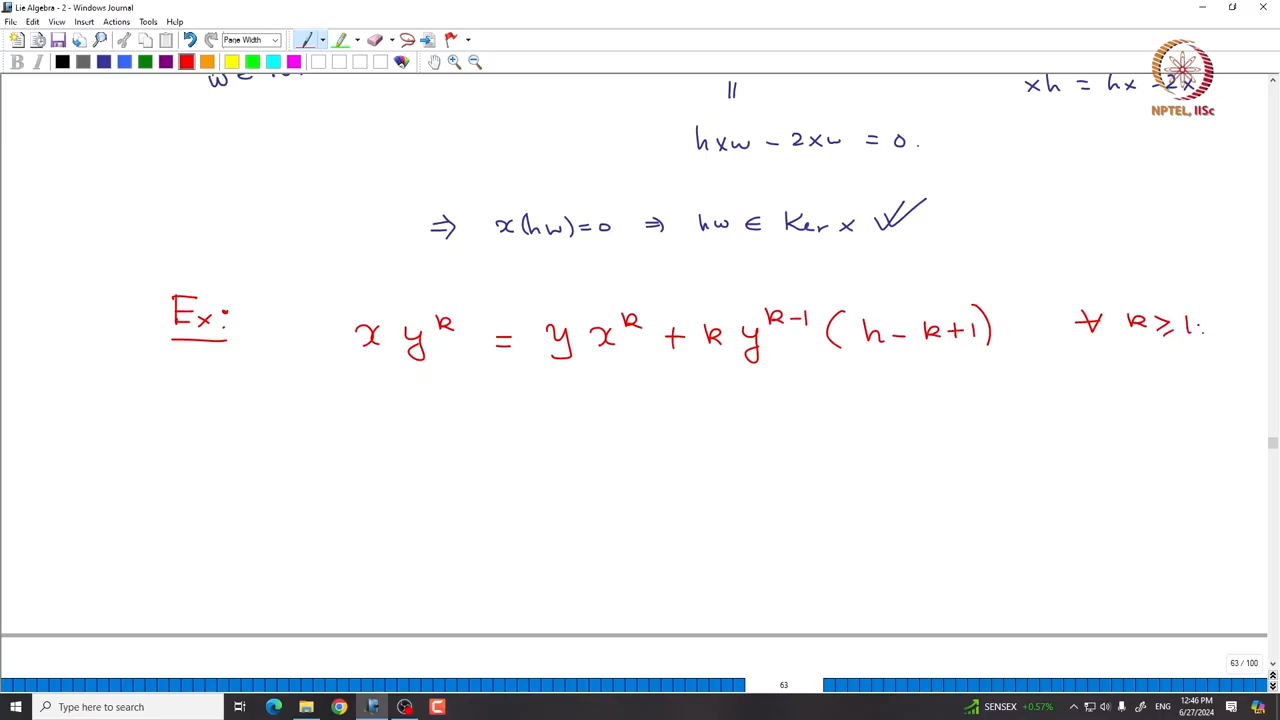 Lie Algebra - 2 - Windows Journal
File Edit View Insert Actions Tools Help
Page Width
B I
w ∈
||
xh = hx - 2x
NPTEL, IISc
hxw - 2xw = 0.
⇒ x(hw)=0 ⇒ hw ∈ Ker x ✓
Ex: x y^k = y x^k + k y^{k-1} (h - k+1) ∀ k ≥ 1.
63 / 100
63
Type here to search
SENSEX +0.57%
12:46 PM
6/27/2024